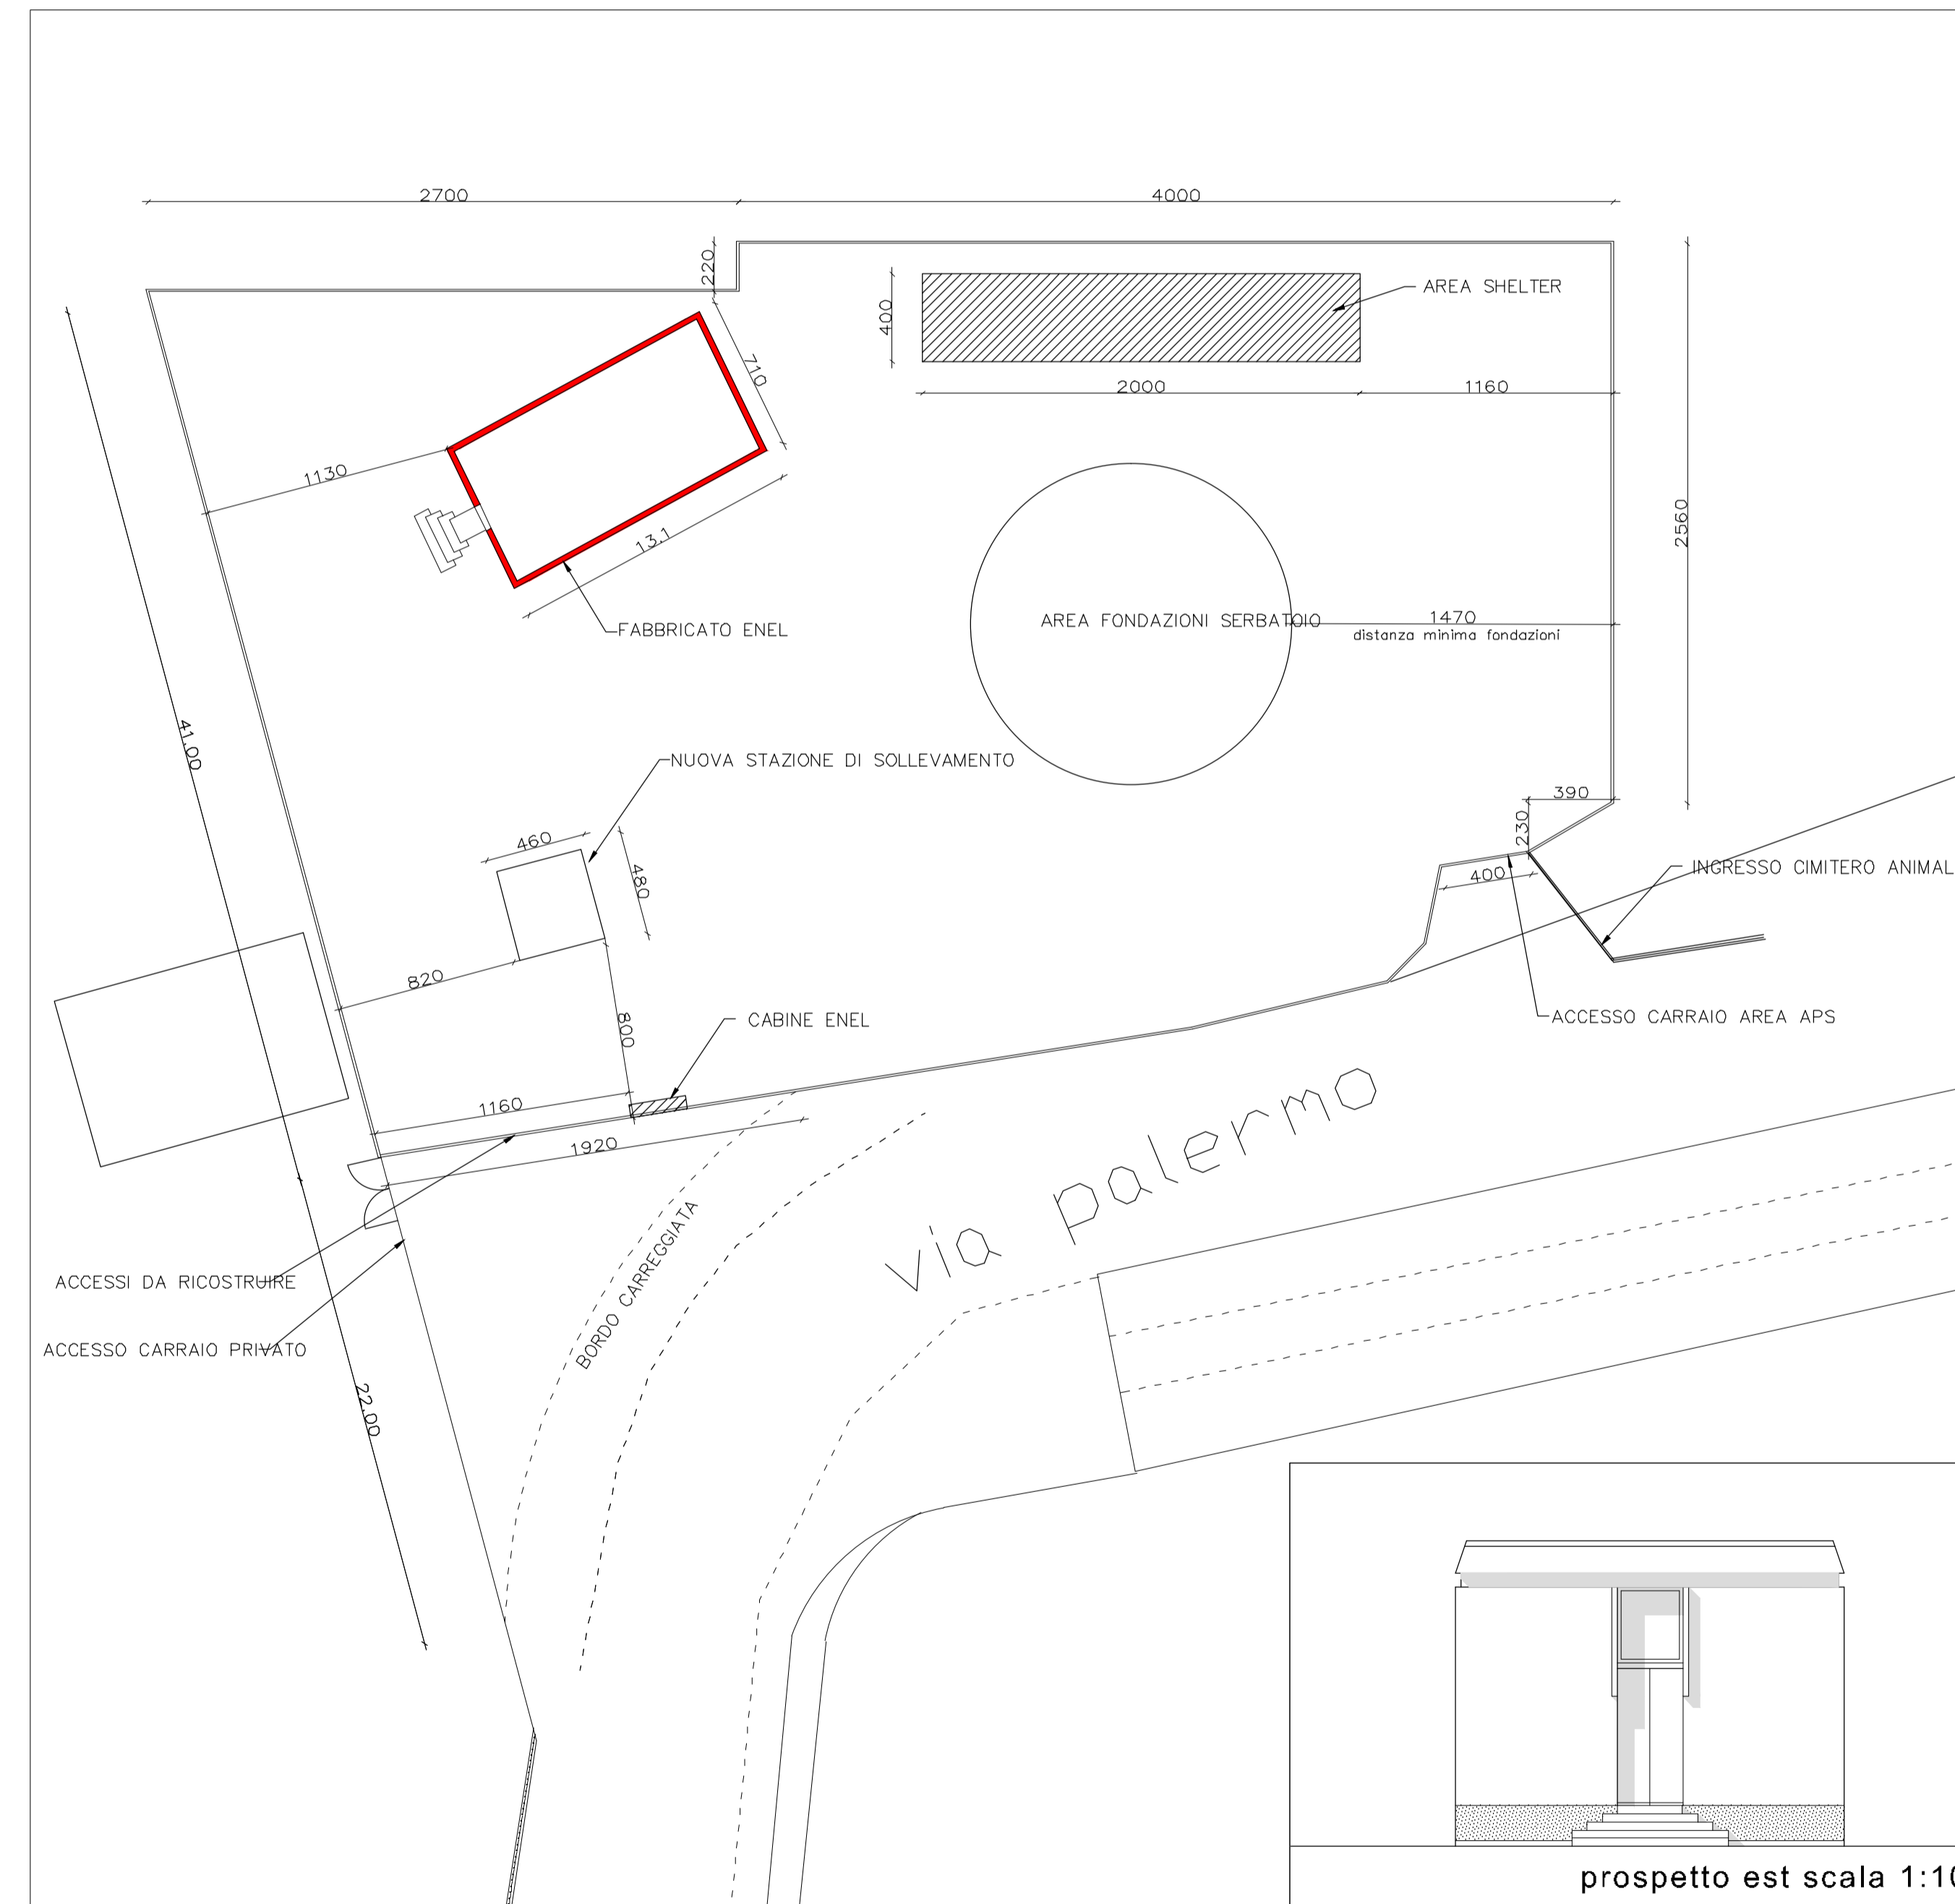 2700
4000
220
AREA SHELTER
400
710
2000
1160
1130
13,1
2560
FABBRICATO ENEL
AREA FONDAZIONI SERBATOIO
1470
distanza minima fondazioni
41,00
NUOVA STAZIONE DI SOLLEVAMENTO
390
230
460
480
400
INGRESSO CIMITERO ANIMAL
820
800
CABINE ENEL
ACCESSO CARRAIO AREA APS
1160
1920
via palermo
BORDO CARREGGIATA
ACCESSI DA RICOSTRUIRE
ACCESSO CARRAIO PRIVATO
22,00
prospetto est scala 1:10